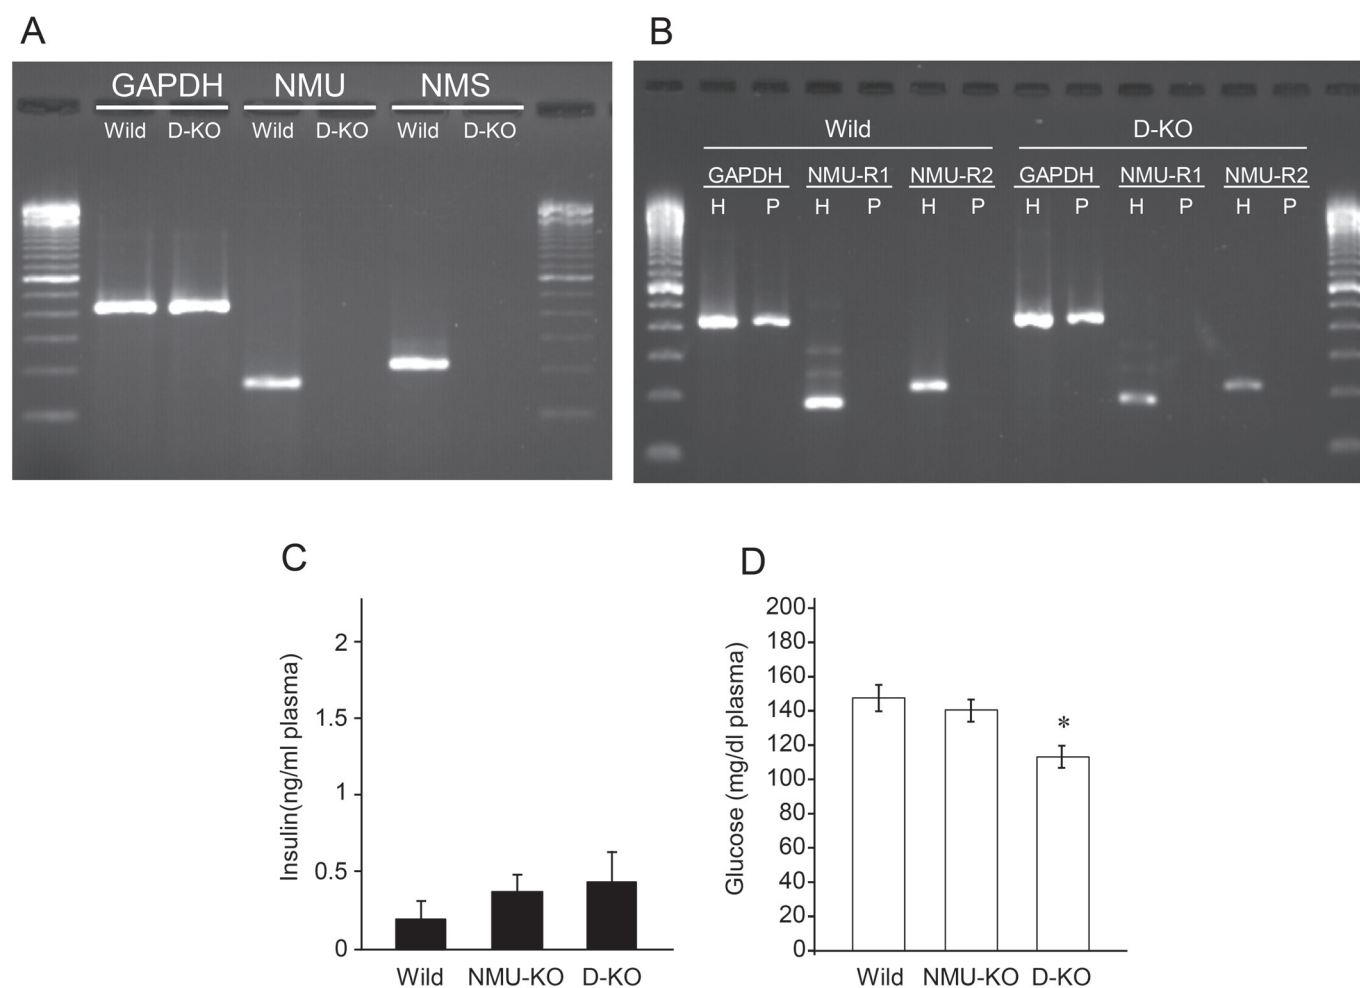 A
GAPDH NMU NMS
Wild D-KO Wild D-KO Wild D-KO
B
Wild D-KO
GAPDH NMU-R1 NMU-R2 GAPDH NMU-R1 NMU-R2
H P H P H P H P H P H P
C
Insulin(ng/ml plasma)
2
1.5
1
0.5
0
Wild NMU-KO D-KO
D
Glucose (mg/dl plasma)
200
180
160
140
120
100
80
60
40
20
0
*
Wild NMU-KO D-KO